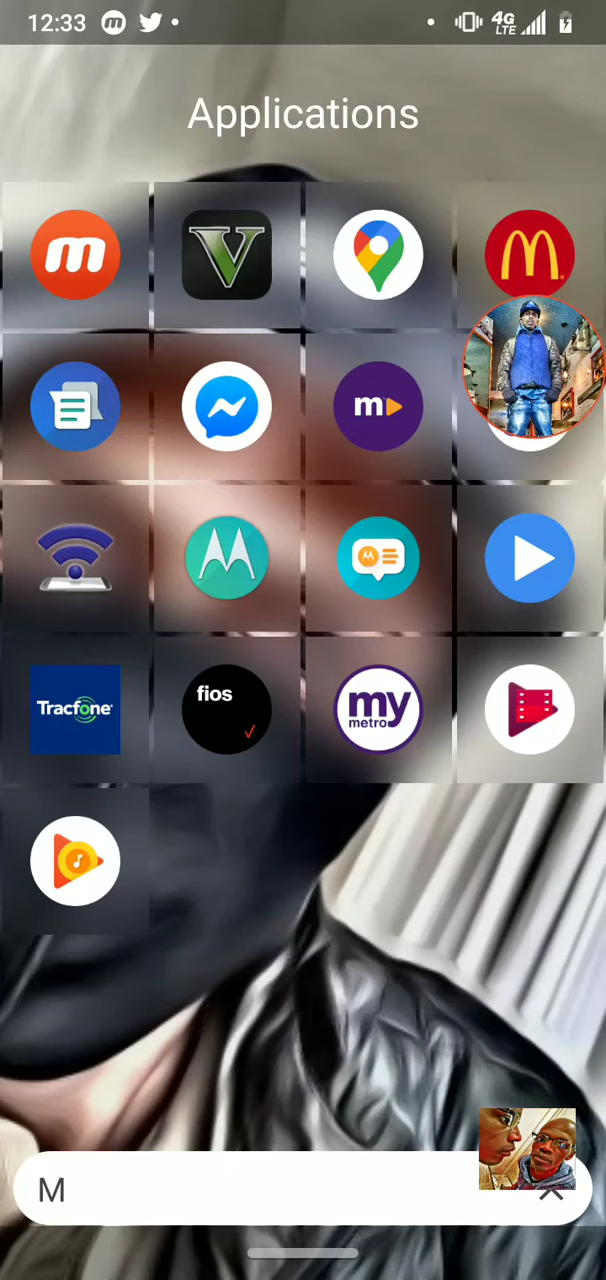 12:33 m 4G
LTE
Applications
m V M
m
M M
Tracfone fios my
metro
M